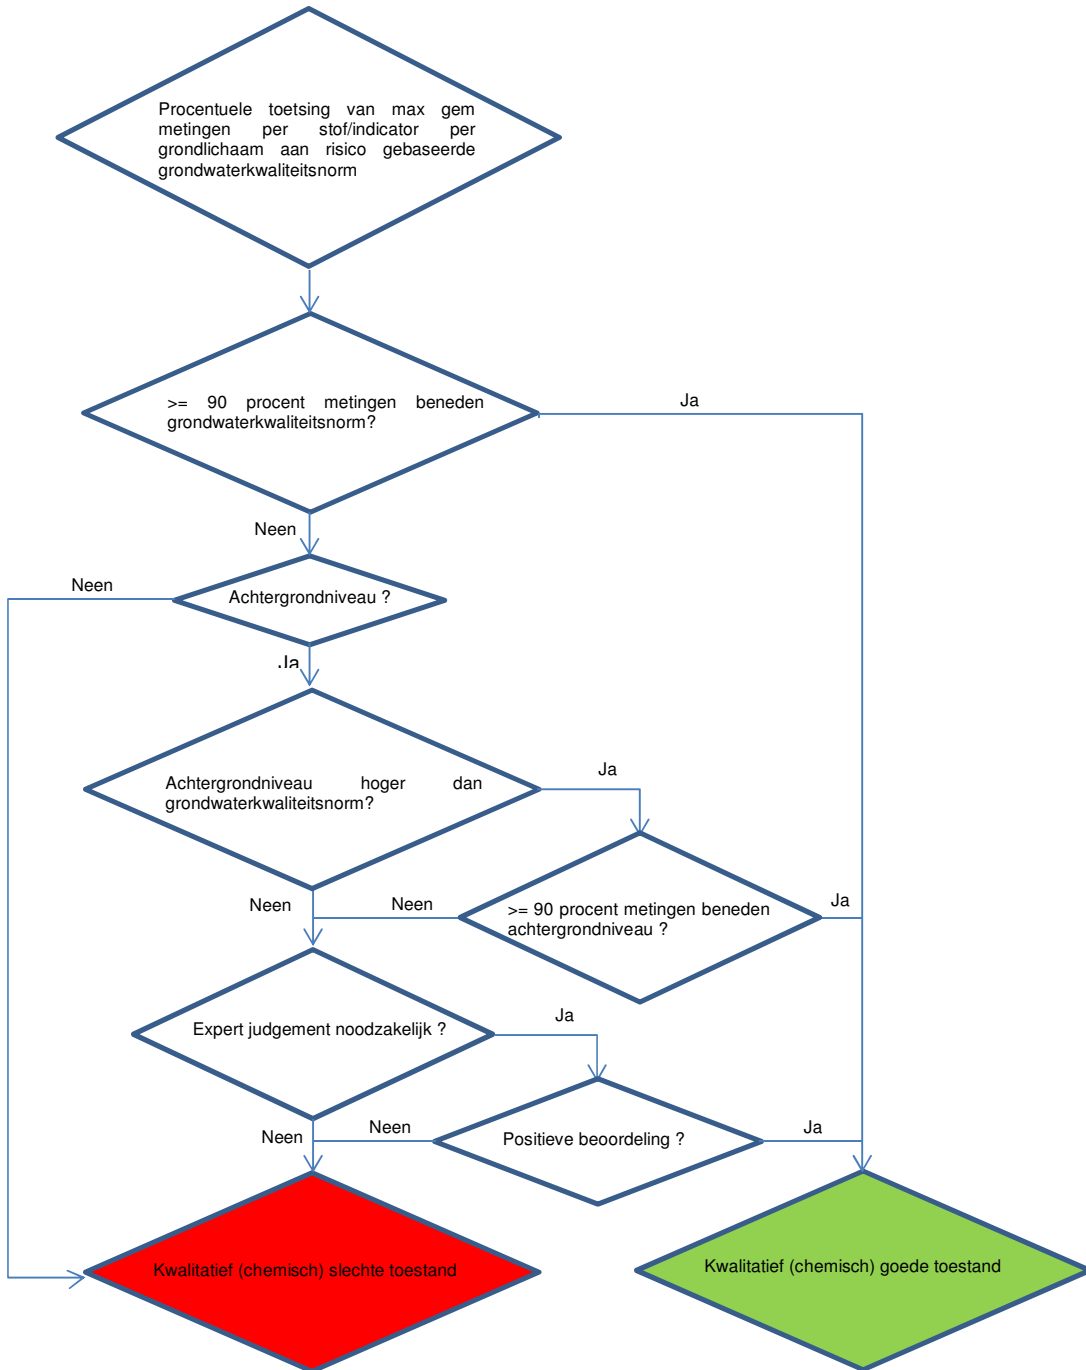 Procentuele toetsing van max gem
metingen per stof/indicator per
grondlichaam aan risico gebaseerde
grondwaterkwaliteitsnorm
>= 90 procent metingen beneden
grondwaterkwaliteitsnorm?
Ja
Neen
Neen
Achtergrondniveau ?
Ja
Achtergrondniveau hoger dan
grondwaterkwaliteitsnorm?
Ja
Neen
Neen
>= 90 procent metingen beneden
achtergrondniveau ?
Ja
Expert judgement noodzakelijk ?
Ja
Neen
Neen
Positieve beoordeling ?
Ja
Kwalitatief (chemisch) slechte toestand
Kwalitatief (chemisch) goede toestand